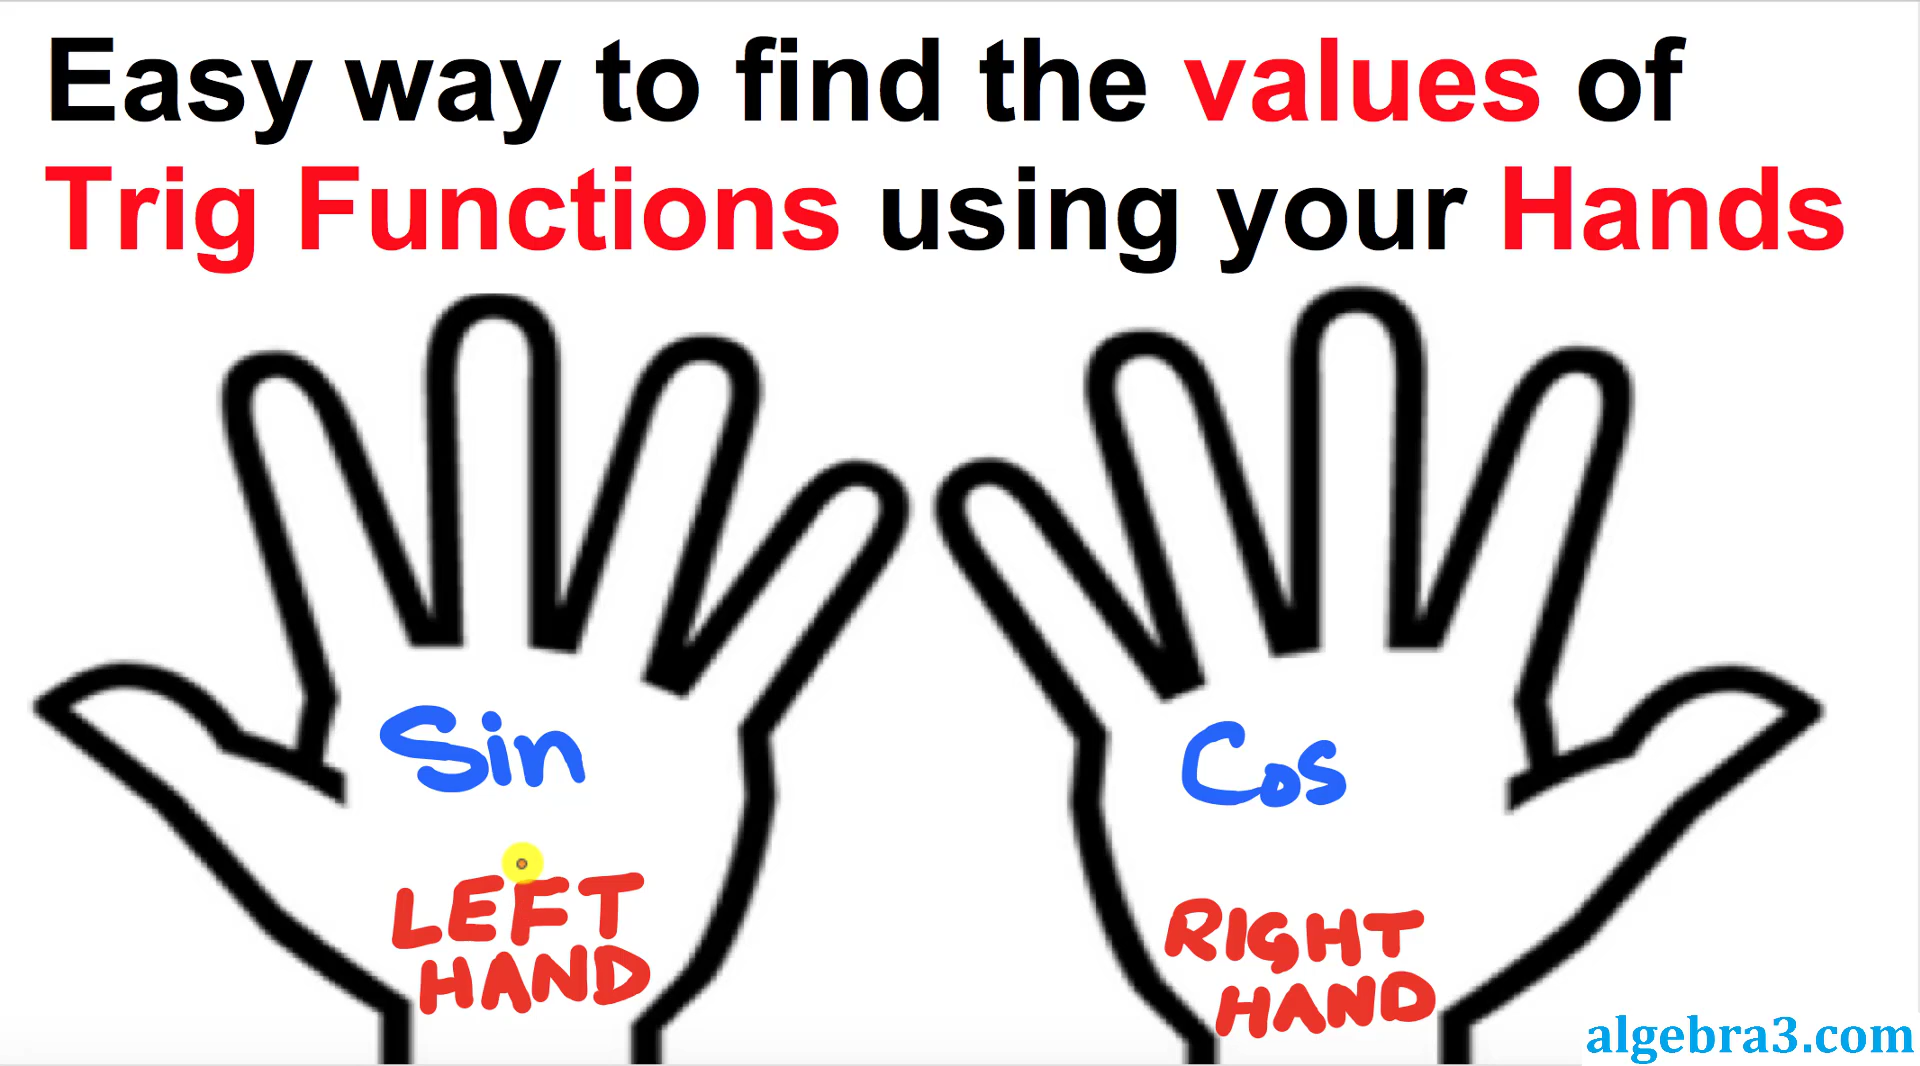 Easy way to find the values of
Trig Functions using your Hands
Sin
LEFT
HAND
Cos
RIGHT
HAND
algebra3.com